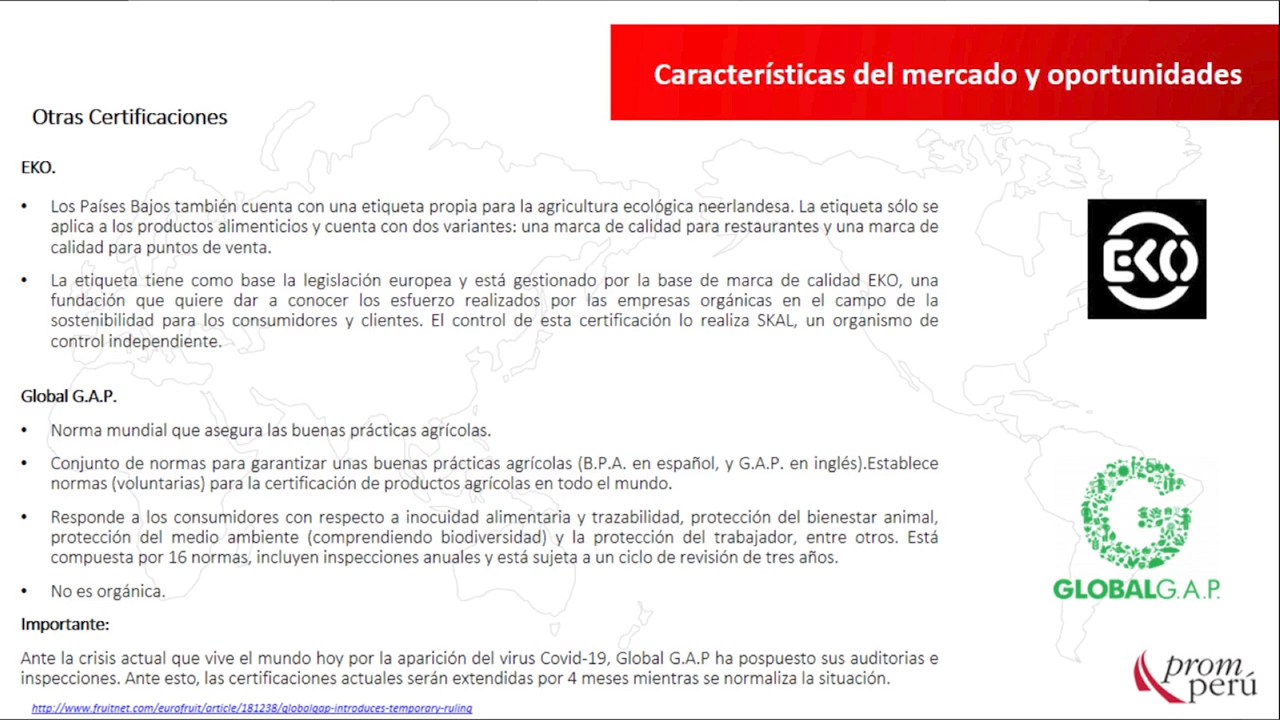 Características del mercado y oportunidades
Otras Certificaciones
EKO.
• Los Países Bajos también cuenta con una etiqueta propia para la agricultura ecológica neerlandesa. La etiqueta sólo se
aplica a los productos alimenticios y cuenta con dos variantes: una marca de calidad para restaurantes y una marca de
calidad para puntos de venta.
• La etiqueta tiene como base la legislación europea y está gestionado por la base de marca de calidad EKO, una
fundación que quiere dar a conocer los esfuerzo realizados por las empresas orgánicas en el campo de la
sostenibilidad para los consumidores y clientes. El control de esta certificación lo realiza SKAL, un organismo de
control independiente.
EKO
Global G.A.P.
• Norma mundial que asegura las buenas prácticas agrícolas.
• Conjunto de normas para garantizar unas buenas prácticas agrícolas (B.P.A. en español, y G.A.P. en inglés).Establece
normas (voluntarias) para la certificación de productos agrícolas en todo el mundo.
• Responde a los consumidores con respecto a inocuidad alimentaria y trazabilidad, protección del bienestar animal,
protección del medio ambiente (comprendiendo biodiversidad) y la protección del trabajador, entre otros. Está
compuesta por 16 normas, incluyen inspecciones anuales y está sujeta a un ciclo de revisión de tres años.
• No es orgánica.
G
GLOBALG.A.P.
Importante:
Ante la crisis actual que vive el mundo hoy por la aparición del virus Covid-19, Global G.A.P ha pospuesto sus auditorias e
inspecciones. Ante esto, las certificaciones actuales serán extendidas por 4 meses mientras se normaliza la situación.
http://www.fruitnet.com/eurofruit/article/181238/globalgap-introduces-temporary-ruling
prom
perú